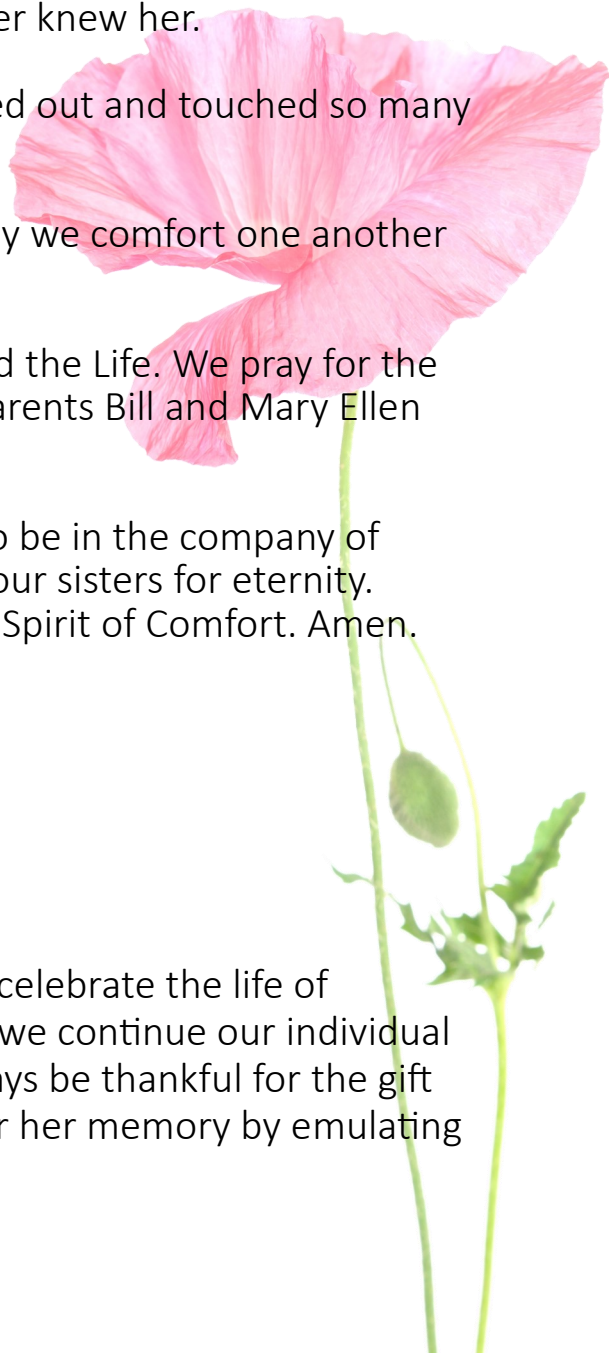 er knew her.
ed out and touched so many
y we comfort one another
d the Life. We pray for the
arents Bill and Mary Ellen
o be in the company of
our sisters for eternity.
Spirit of Comfort. Amen.
celebrate the life of
we continue our individual
ays be thankful for the gift
r her memory by emulating